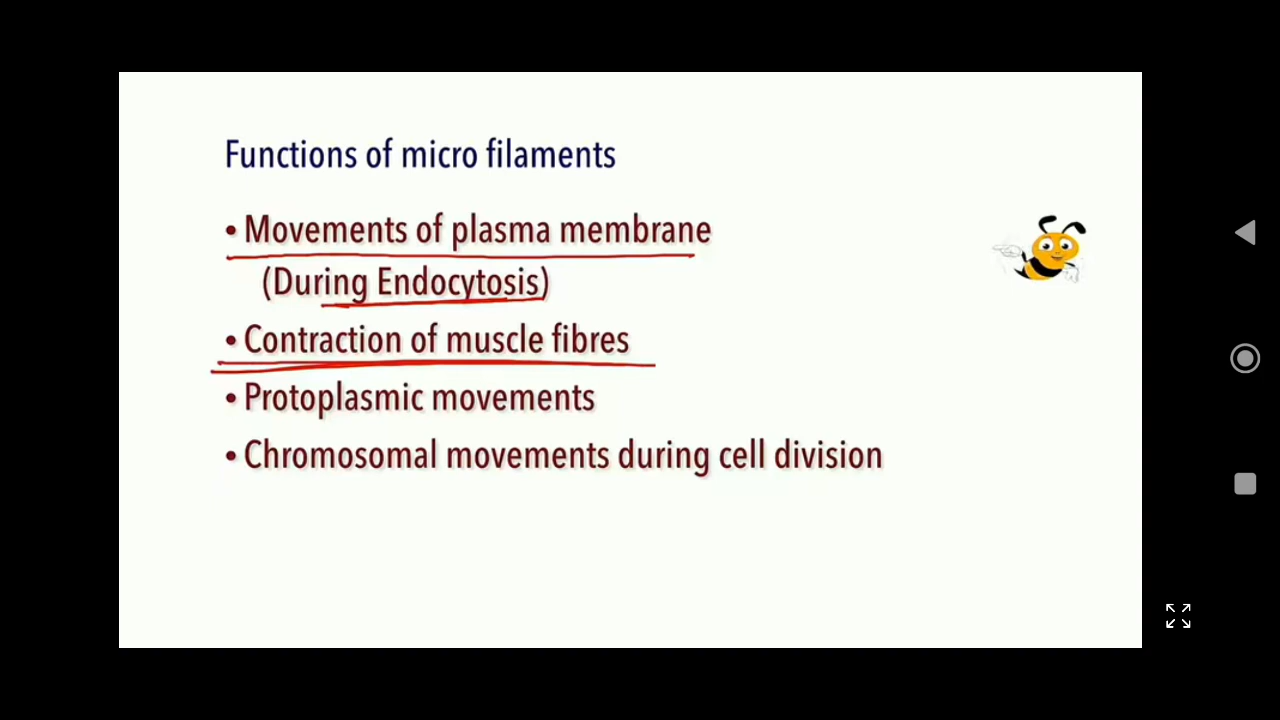 Functions of micro filaments
• Movements of plasma membrane
(During Endocytosis)
• Contraction of muscle fibres
• Protoplasmic movements
• Chromosomal movements during cell division